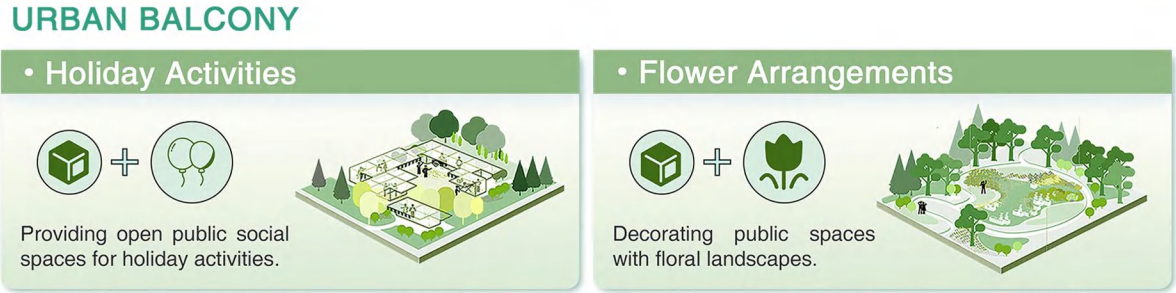 URBAN BALCONY
• Holiday Activities
Providing open public social
spaces for holiday activities.
• Flower Arrangements
Decorating public spaces
with floral landscapes.